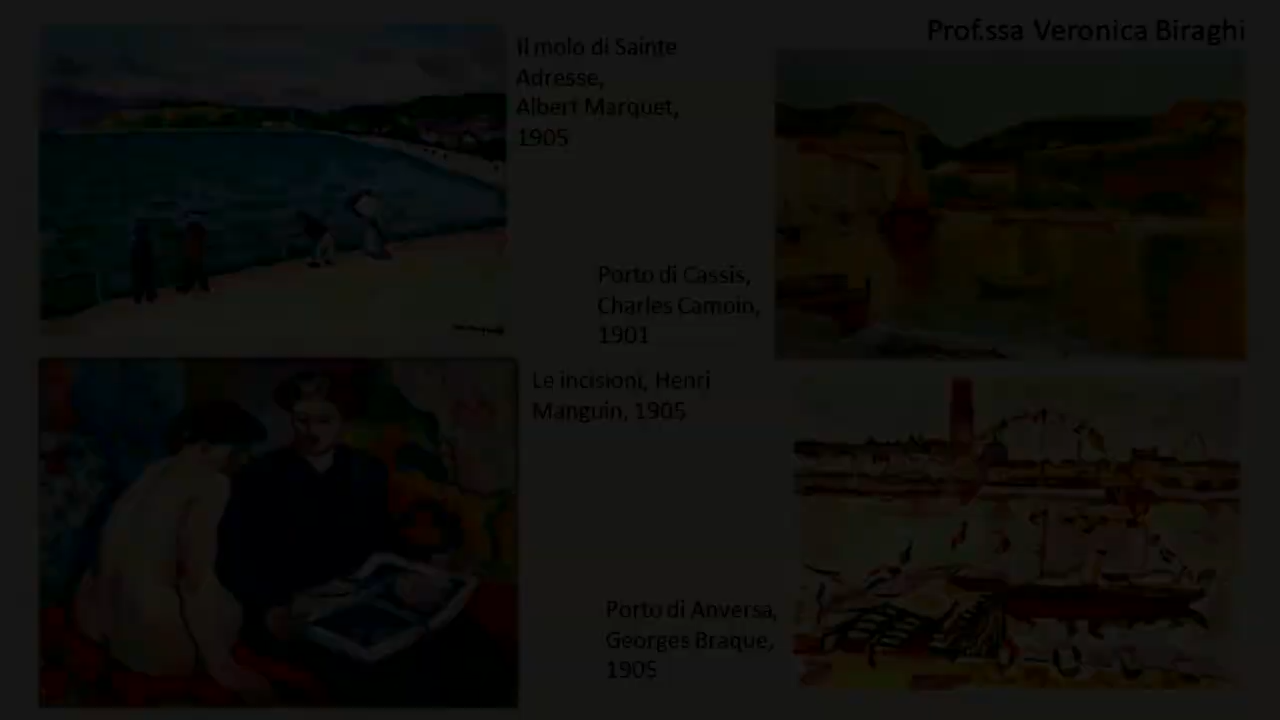 Prof.ssa Veronica Biraghi
Il molo di Sainte
Adresse,
Albert Marquet,
1905
Porto di Cassis,
Charles Camoin,
1901
Le incisioni, Henri
Manguin, 1905
Porto di Anversa,
Georges Braque,
1905